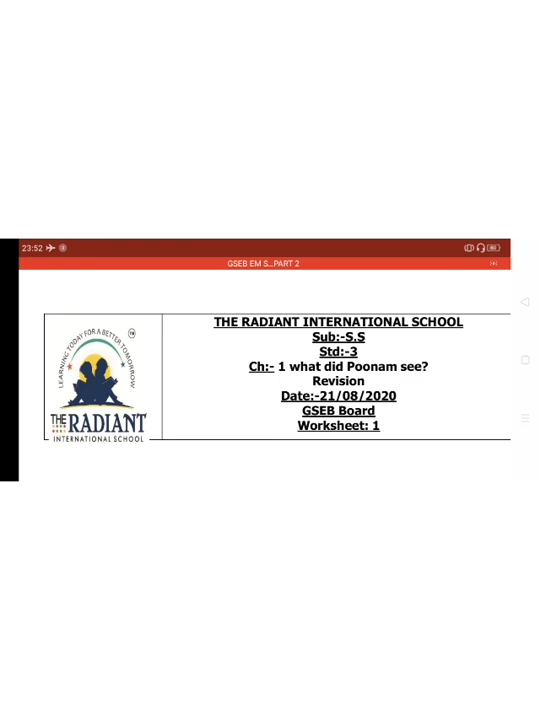 23:52
GSEB EM S...PART 2
LEARNING TODAY FOR A BETTER TOMORROW
THE RADIANT
INTERNATIONAL SCHOOL
THE RADIANT INTERNATIONAL SCHOOL
Sub:-S.S
Std:-3
Ch:- 1 what did Poonam see?
Revision
Date:-21/08/2020
GSEB Board
Worksheet: 1